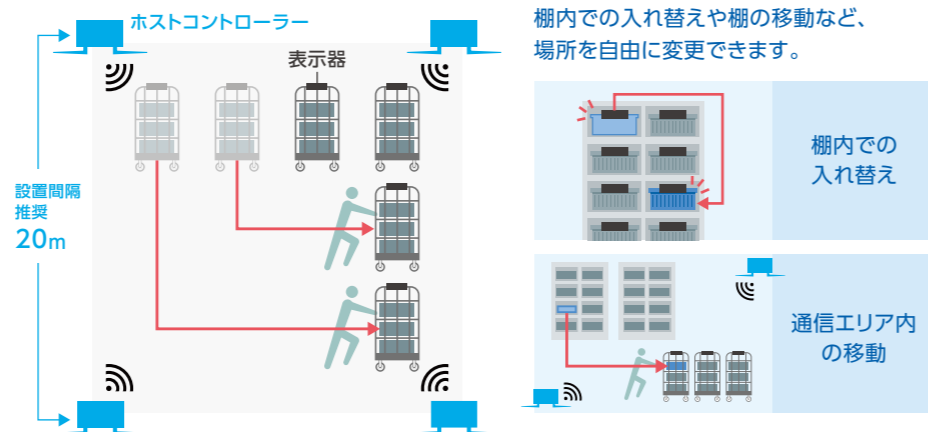 ホストコントローラー
表示器
設置間隔
推奨
20m
棚内での入れ替えや棚の移動など、
場所を自由に変更できます。
棚内での
入れ替え
通信エリア内
の移動